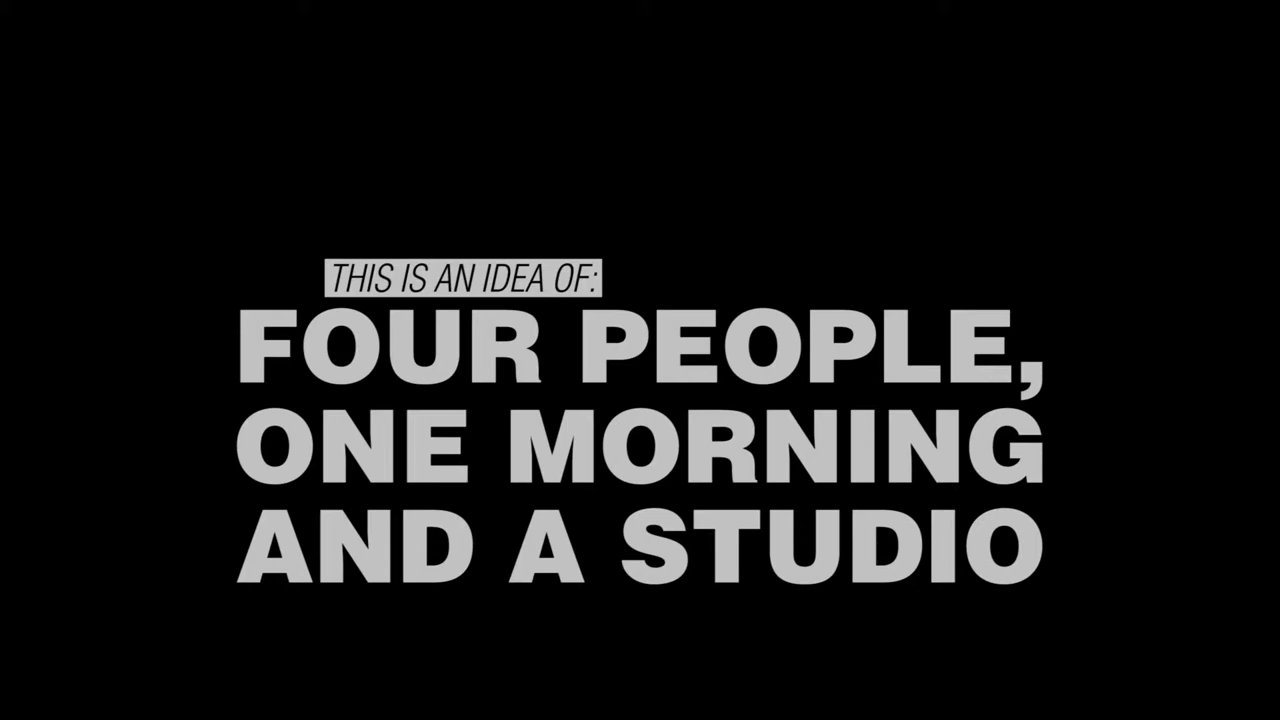 THIS IS AN IDEA OF:
FOUR PEOPLE,
ONE MORNING
AND A STUDIO